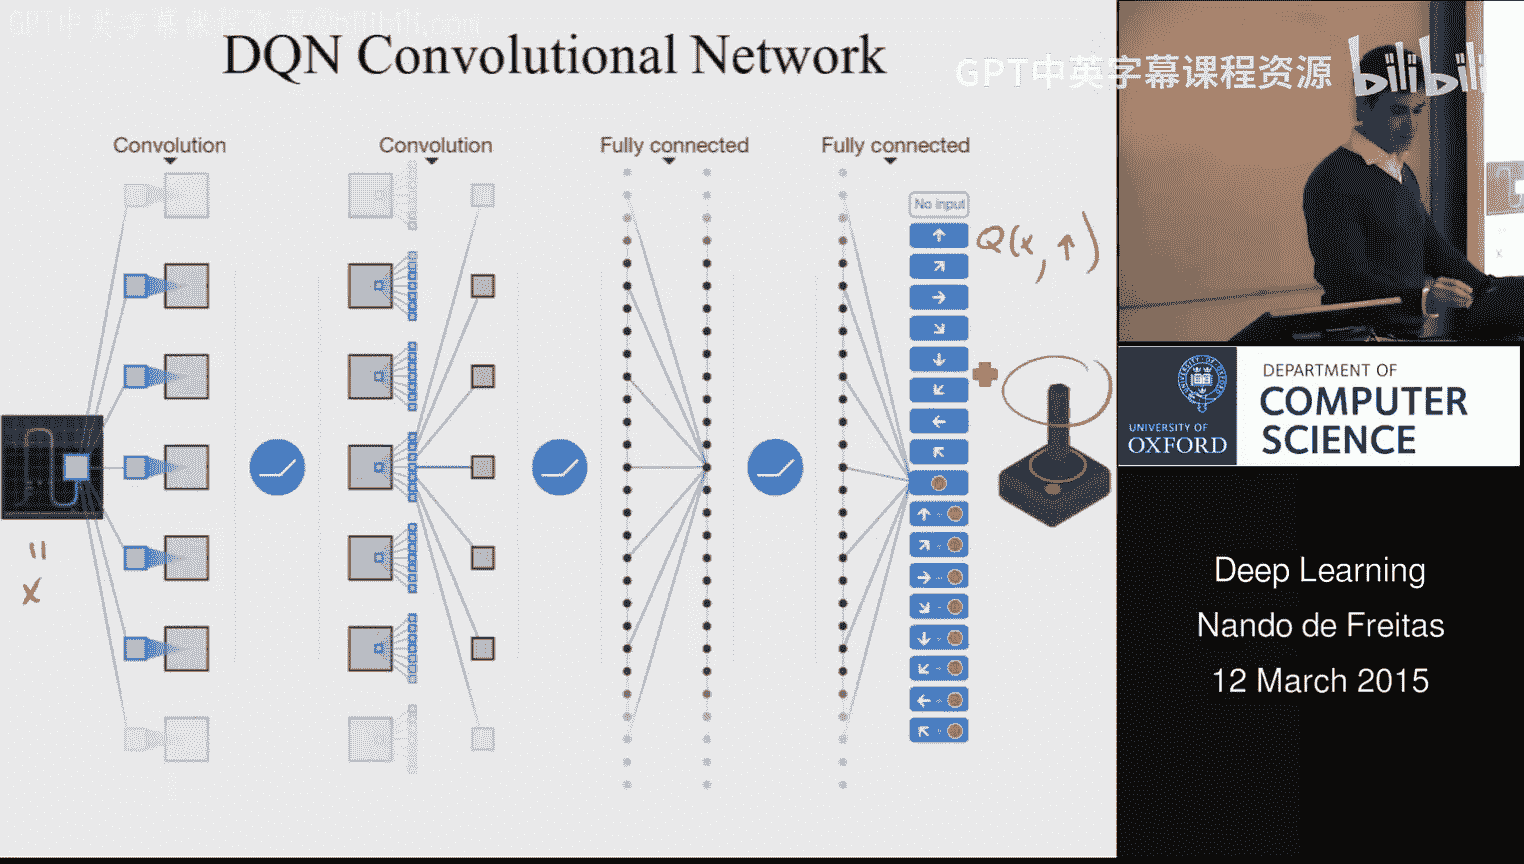 DQN Convolutional Network
GPT中英字幕课程资源 bilibili
Convolution
Convolution
Fully connected
Fully connected
No input
Q(x, ↑)
"
x
UNIVERSITY OF
OXFORD
DEPARTMENT OF
COMPUTER
SCIENCE
Deep Learning
Nando de Freitas
12 March 2015